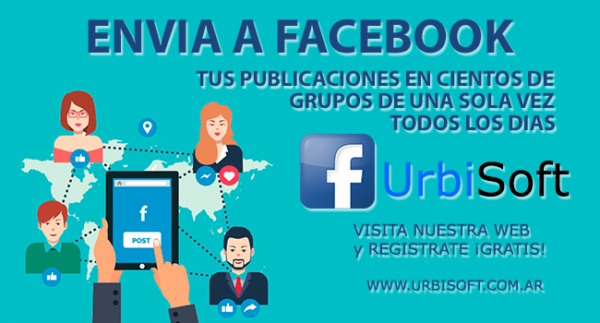 ENVIA A FACEBOOK
TUS PUBLICACIONES EN CIENTOS DE
GRUPOS DE UNA SOLA VEZ
TODOS LOS DIAS
f UrbiSoft
f
POST
VISITA NUESTRA WEB
y REGISTRATE ¡GRATIS!
WWW.URBISOFT.COM.AR